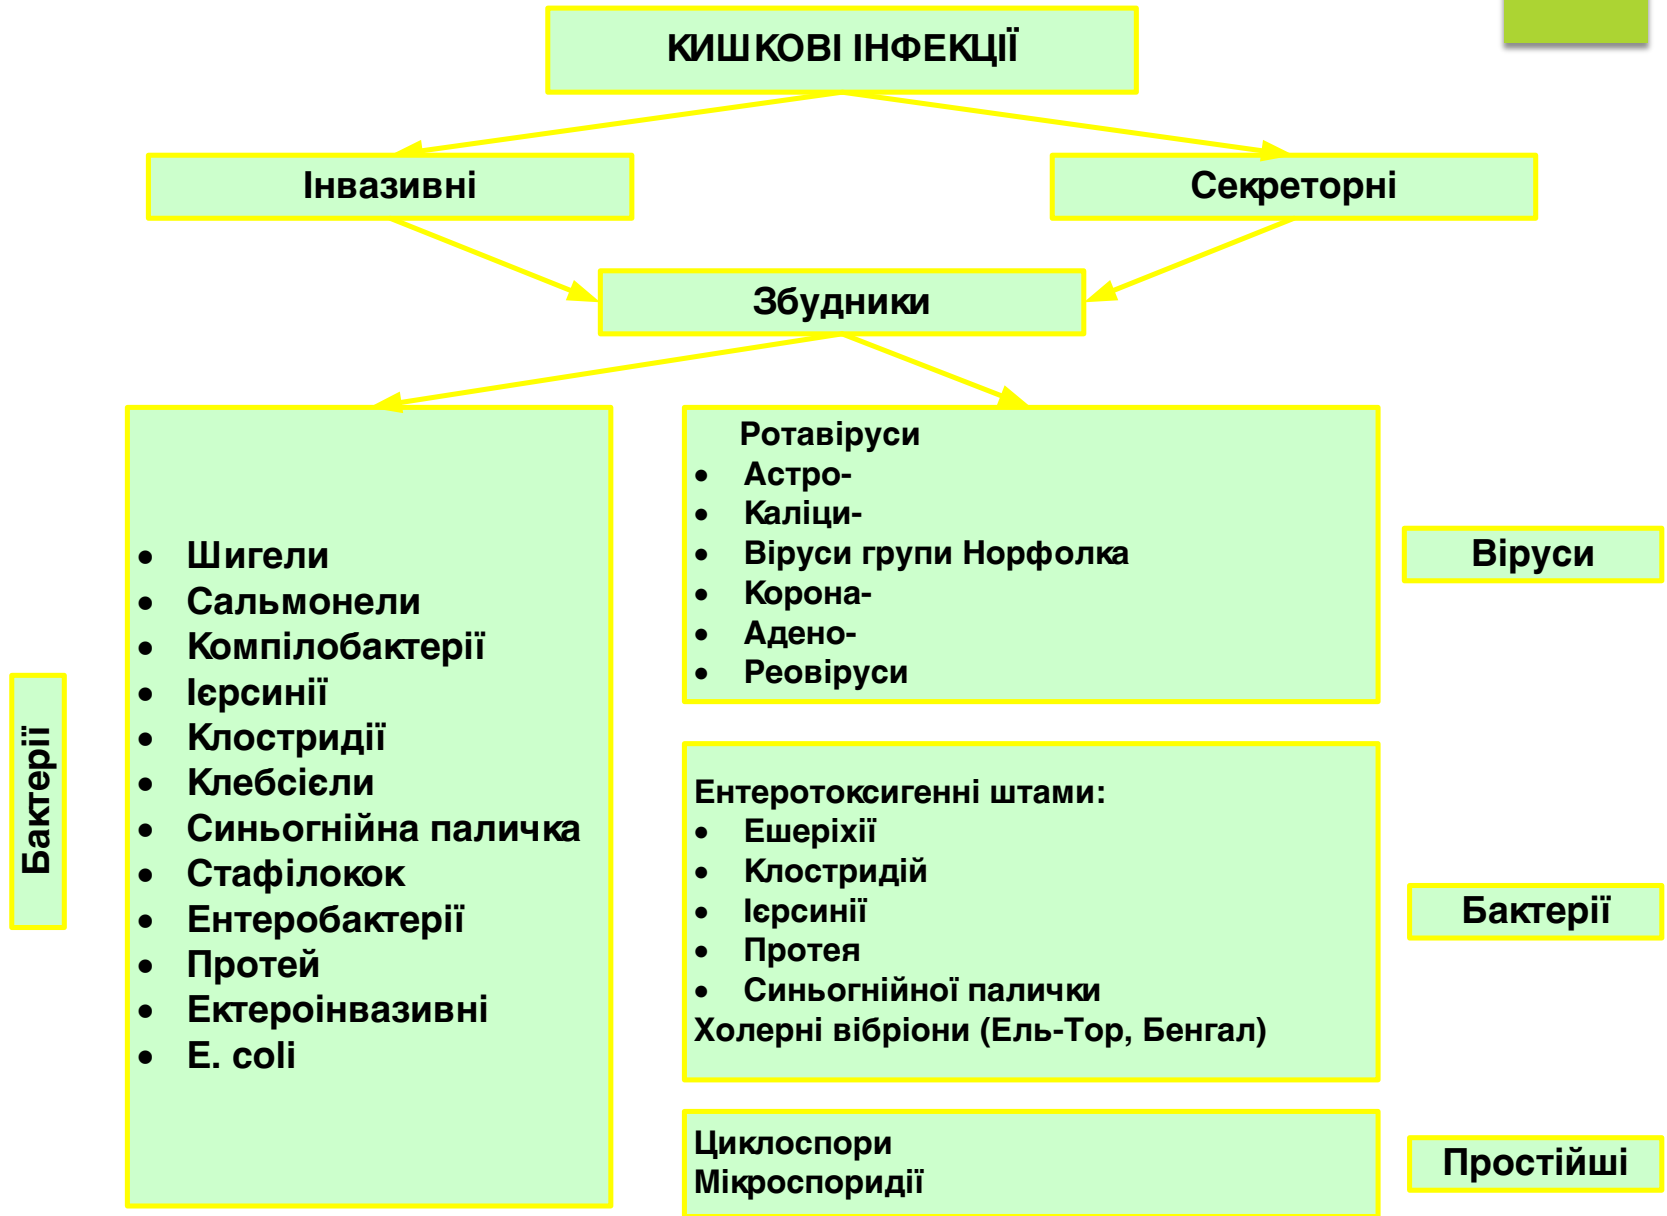 КИШКОВІ ІНФЕКЦІЇ
Інвазивні
Секреторні
Збудники
Бактерії
• Шигели
• Сальмонели
• Компілобактерії
• Ієрсинії
• Клостридії
• Клебсієли
• Синьогнійна паличка
• Стафілокок
• Ентеробактерії
• Протей
• Ектероінвазивні
• E. coli
Ротавіруси
• Астро-
• Каліци-
• Віруси групи Норфолка
• Корона-
• Адено-
• Реовіруси
Віруси
Ентеротоксигенні штами:
• Ешеріхії
• Клостридій
• Ієрсинії
• Протея
• Синьогнійної палички
Холерні вібріони (Ель-Тор, Бенгал)
Бактерії
Циклоспори
Мікроспоридії
Простійші